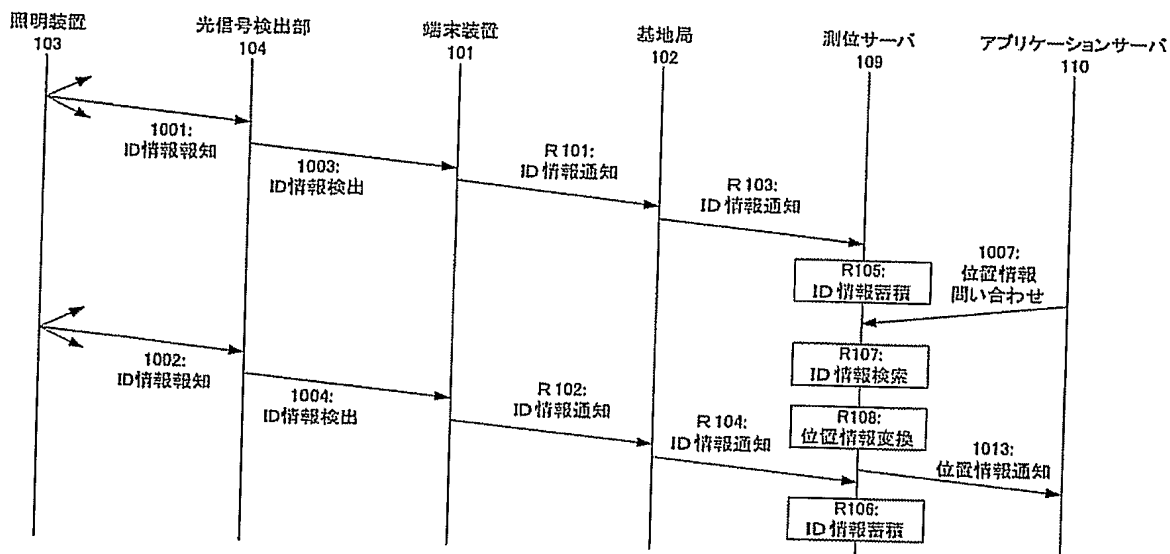 照明装置
103
光信号検出部
104
端末装置
101
基地局
102
測位サーバ
109
アプリケーションサーバ
110
1001:
ID情報報知
1003:
ID情報検出
R101:
ID情報通知
R103:
ID情報通知
R105:
ID情報蓄積
1007:
位置情報
問い合わせ
1002:
ID情報報知
1004:
ID情報検出
R102:
ID情報通知
R104:
ID情報通知
R107:
ID情報検索
R108:
位置情報変換
1013:
位置情報通知
R106:
ID情報蓄積